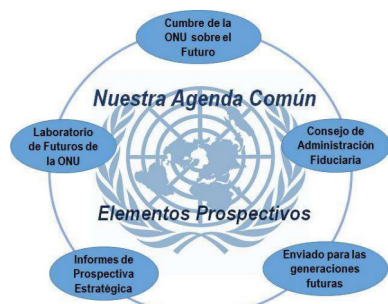 Cumbre de la
ONU sobre el
Futuro
Nuestra Agenda Común
Laboratorio
de Futuros de
la ONU
Consejo de
Administración
Fiduciaria
Elementos Prospectivos
Informes de
Prospectiva
Estratégica
Enviado para las
generaciones
futuras